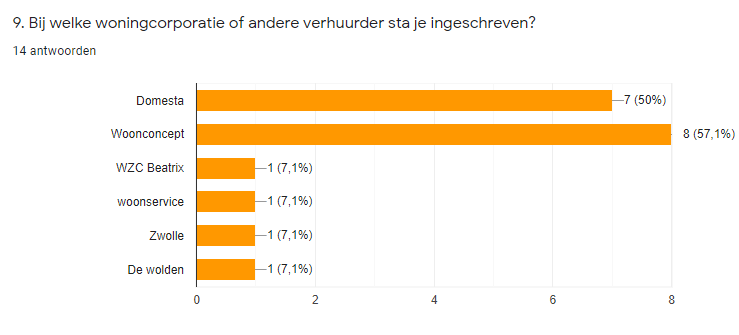 9. Bij welke woningcorporatie of andere verhuurder sta je ingeschreven?
14 antwoorden
Domesta 7 (50%)
Woonconcept 8 (57,1%)
WZC Beatrix 1 (7,1%)
woonservice 1 (7,1%)
Zwolle 1 (7,1%)
De wolden 1 (7,1%)
0 2 4 6 8